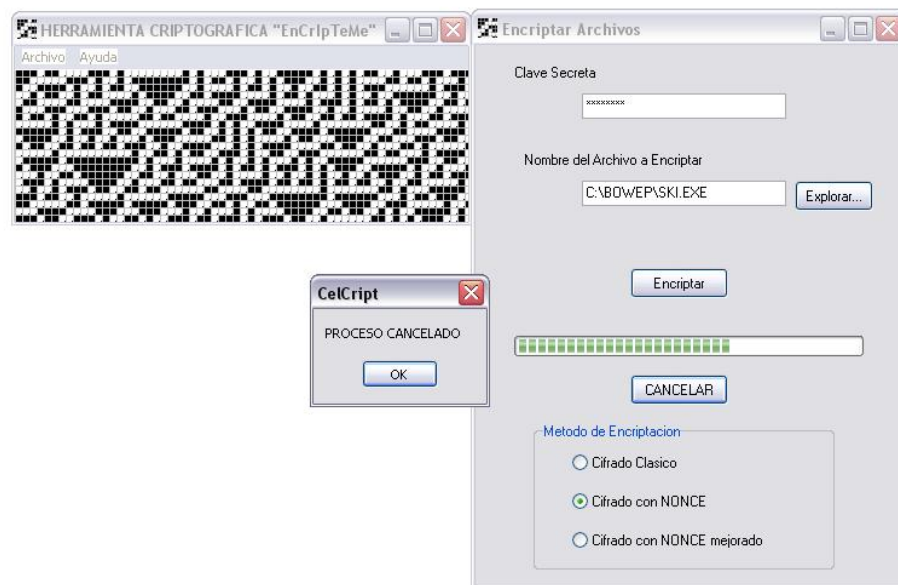 HERRAMIENTA CRIPTOGRAFICA "EnCrIpTeMe"
Archivo Ayuda
Encriptar Archivos
Clave Secreta
********
Nombre del Archivo a Encriptar
C:\BOWEP\SKI.EXE
Explorar...
Encriptar
CANCELAR
Metodo de Encriptacion
Cifrado Clasico
Cifrado con NONCE
Cifrado con NONCE mejorado
CelCript
PROCESO CANCELADO
OK